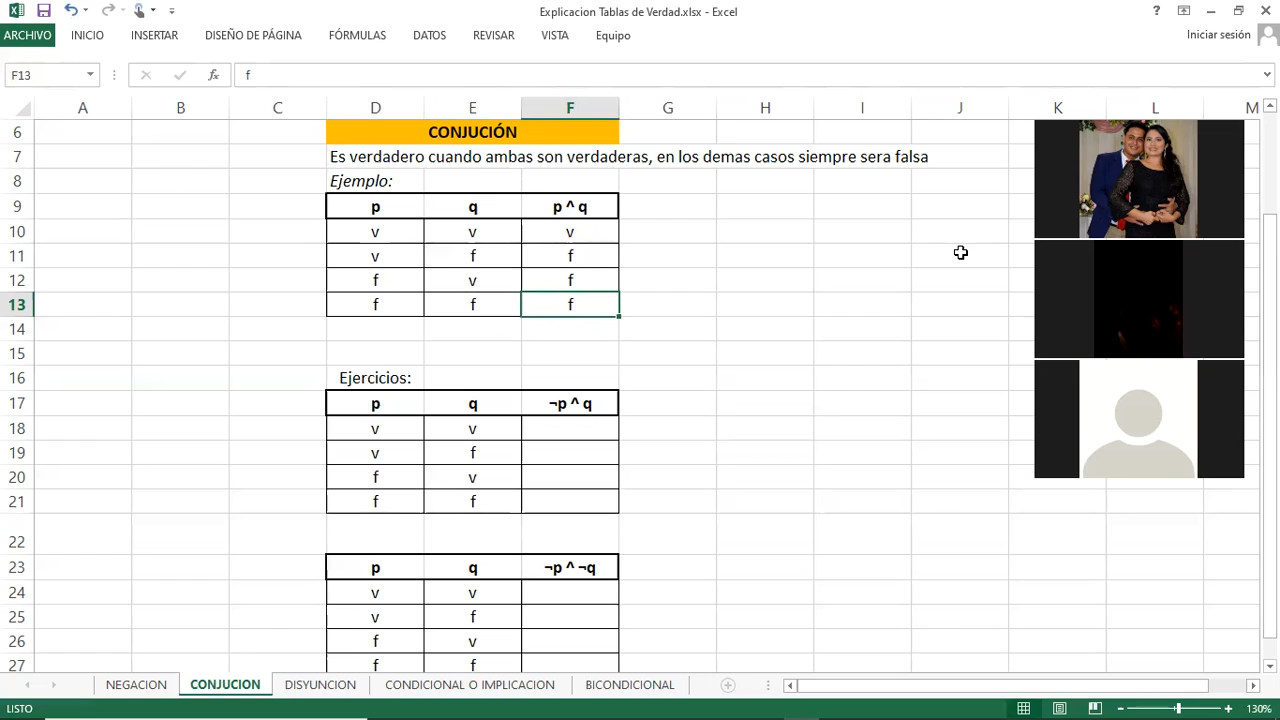 Explicacion Tablas de Verdad.xlsx - Excel
ARCHIVO INICIO INSERTAR DISEÑO DE PÁGINA FÓRMULAS DATOS REVISAR VISTA Equipo Iniciar sesión
F13 fx f
A B C D E F G H I J K L M
6 CONJUCIÓN
7 Es verdadero cuando ambas son verdaderas, en los demas casos siempre sera falsa
8 Ejemplo:
9 p q p ^ q
10 v v v
11 v f f
12 f v f
13 f f f
14
15
16 Ejercicios:
17 p q ¬p ^ q
18 v v
19 v f
20 f v
21 f f
22
23 p q ¬p ^ ¬q
24 v v
25 v f
26 f v
27 f f
NEGACION CONJUCION DISYUNCION CONDICIONAL O IMPLICACION BICONDICIONAL
LISTO 130%